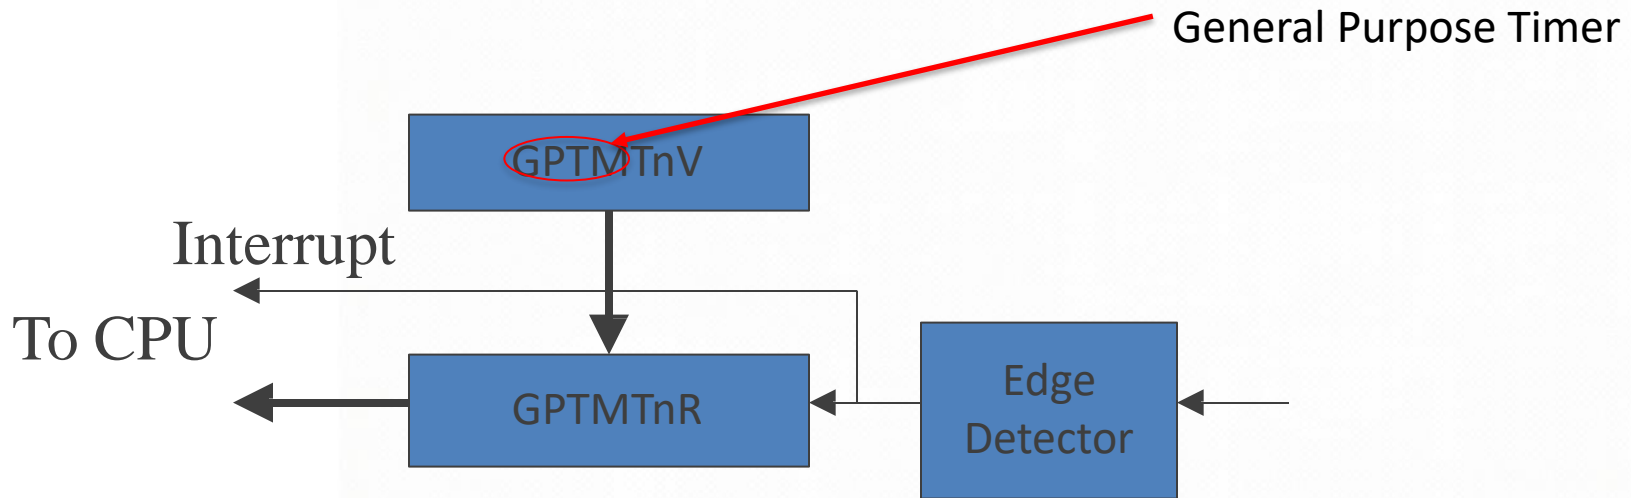 General Purpose Timer
GPTMTnV
Interrupt
To CPU
GPTMTnR
Edge
Detector